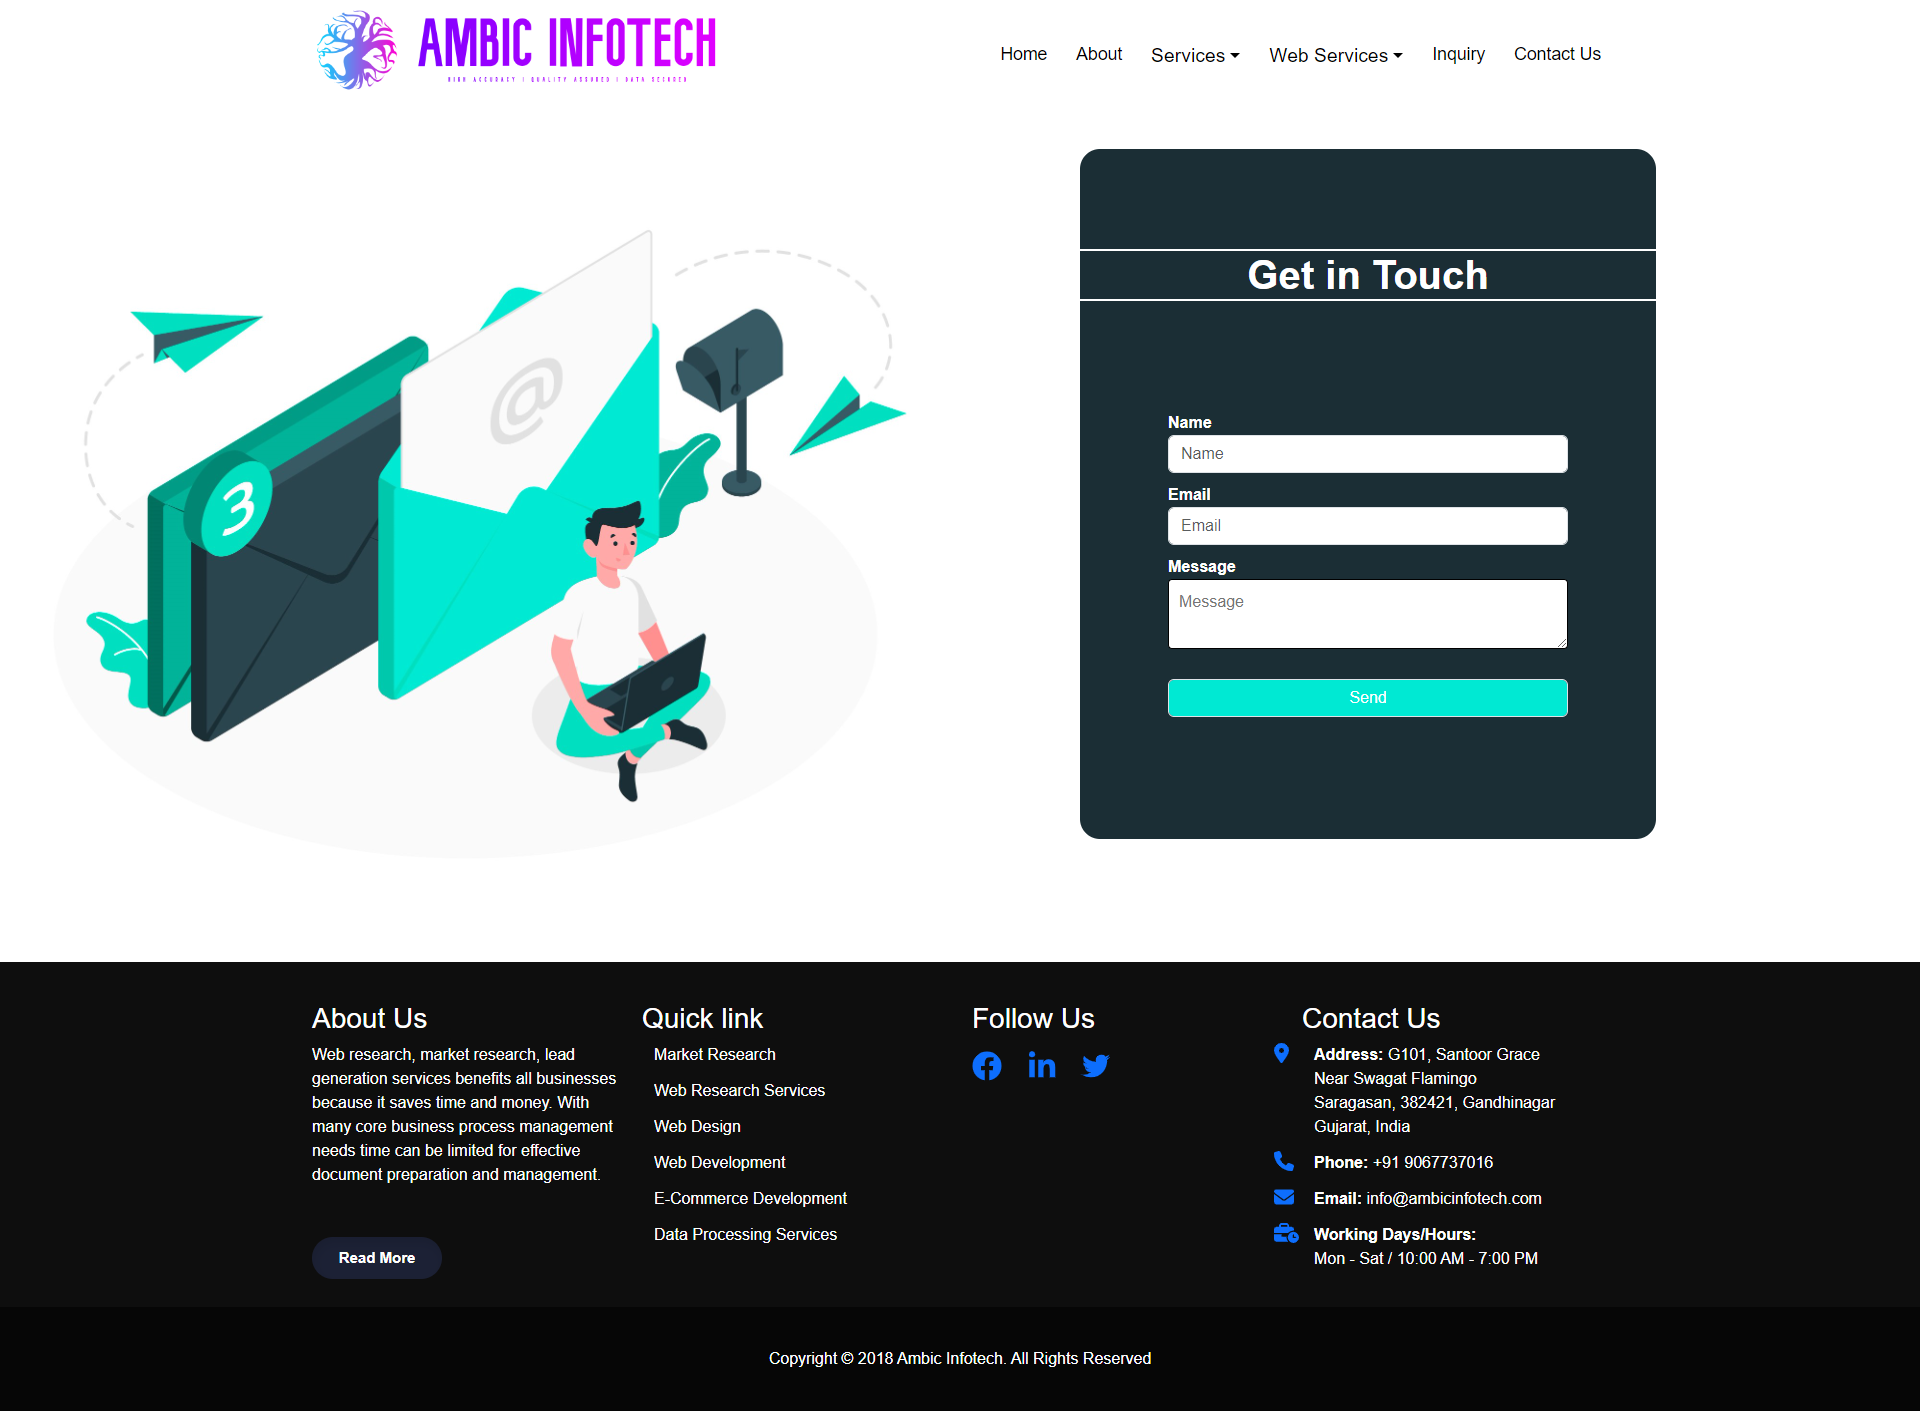 AMBIC INFOTECH
HIGH ACCURACY | QUALITY ASSURED | DATA SECURED
Home
About
Services
Web Services
Inquiry
Contact Us
@
3
Get in Touch
Name
Name
Email
Email
Message
Message
Send
About Us
Web research, market research, lead
generation services benefits all businesses
because it saves time and money. With
many core business process management
needs time can be limited for effective
document preparation and management.
Read More
Quick link
Market Research
Web Research Services
Web Design
Web Development
E-Commerce Development
Data Processing Services
Follow Us
Contact Us
Address: G101, Santoor Grace
Near Swagat Flamingo
Saragasan, 382421, Gandhinagar
Gujarat, India
Phone: +91 9067737016
Email: info@ambicinfotech.com
Working Days/Hours:
Mon - Sat / 10:00 AM - 7:00 PM
Copyright © 2018 Ambic Infotech. All Rights Reserved